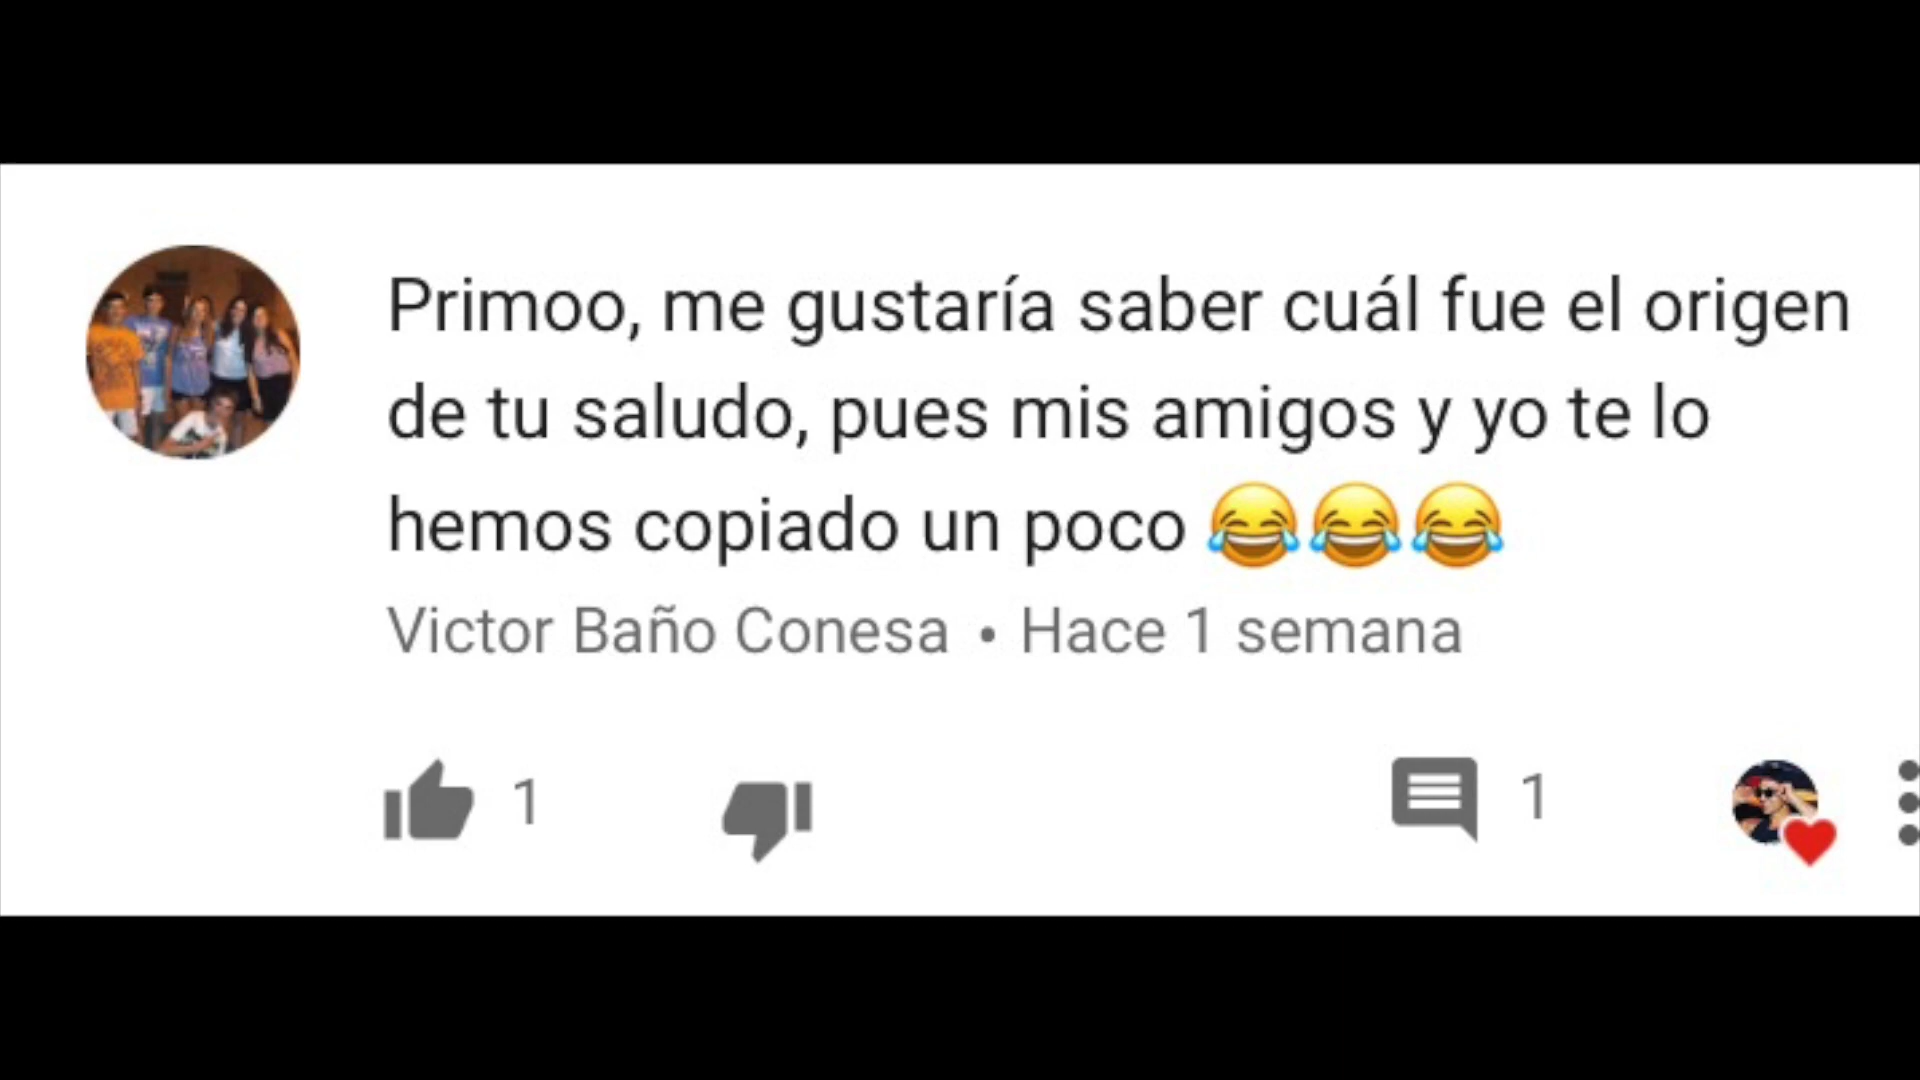 Primoo, me gustaría saber cuál fue el origen
de tu saludo, pues mis amigos y yo te lo
hemos copiado un poco 😂😂😂
Victor Baño Conesa • Hace 1 semana
1 1